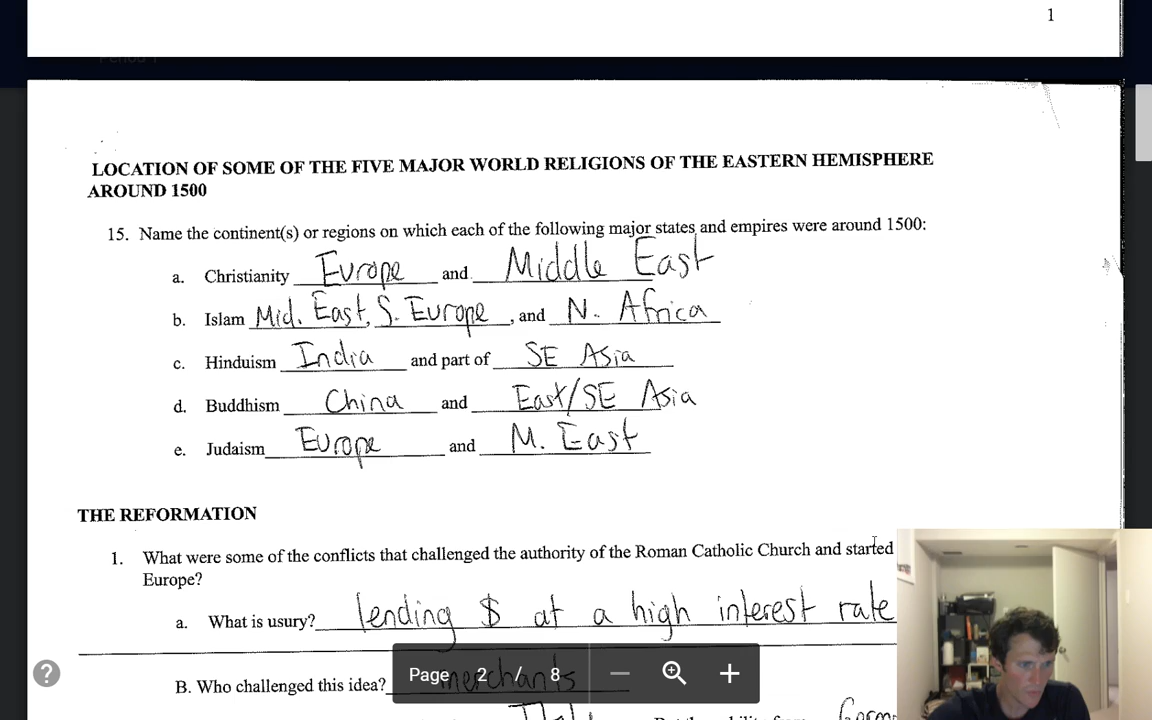 1
Period 1
LOCATION OF SOME OF THE FIVE MAJOR WORLD RELIGIONS OF THE EASTERN HEMISPHERE
AROUND 1500
15. Name the continent(s) or regions on which each of the following major states and empires were around 1500:
a. Christianity Europe and Middle East
b. Islam Mid. East, S. Europe, and N. Africa
c. Hinduism India and part of SE Asia
d. Buddhism China and East/SE Asia
e. Judaism Europe and M. East
THE REFORMATION
1. What were some of the conflicts that challenged the authority of the Roman Catholic Church and started
Europe?
a. What is usury? lending $ at a high interest rate
B. Who challenged this idea? merchants
Page 2 / 8